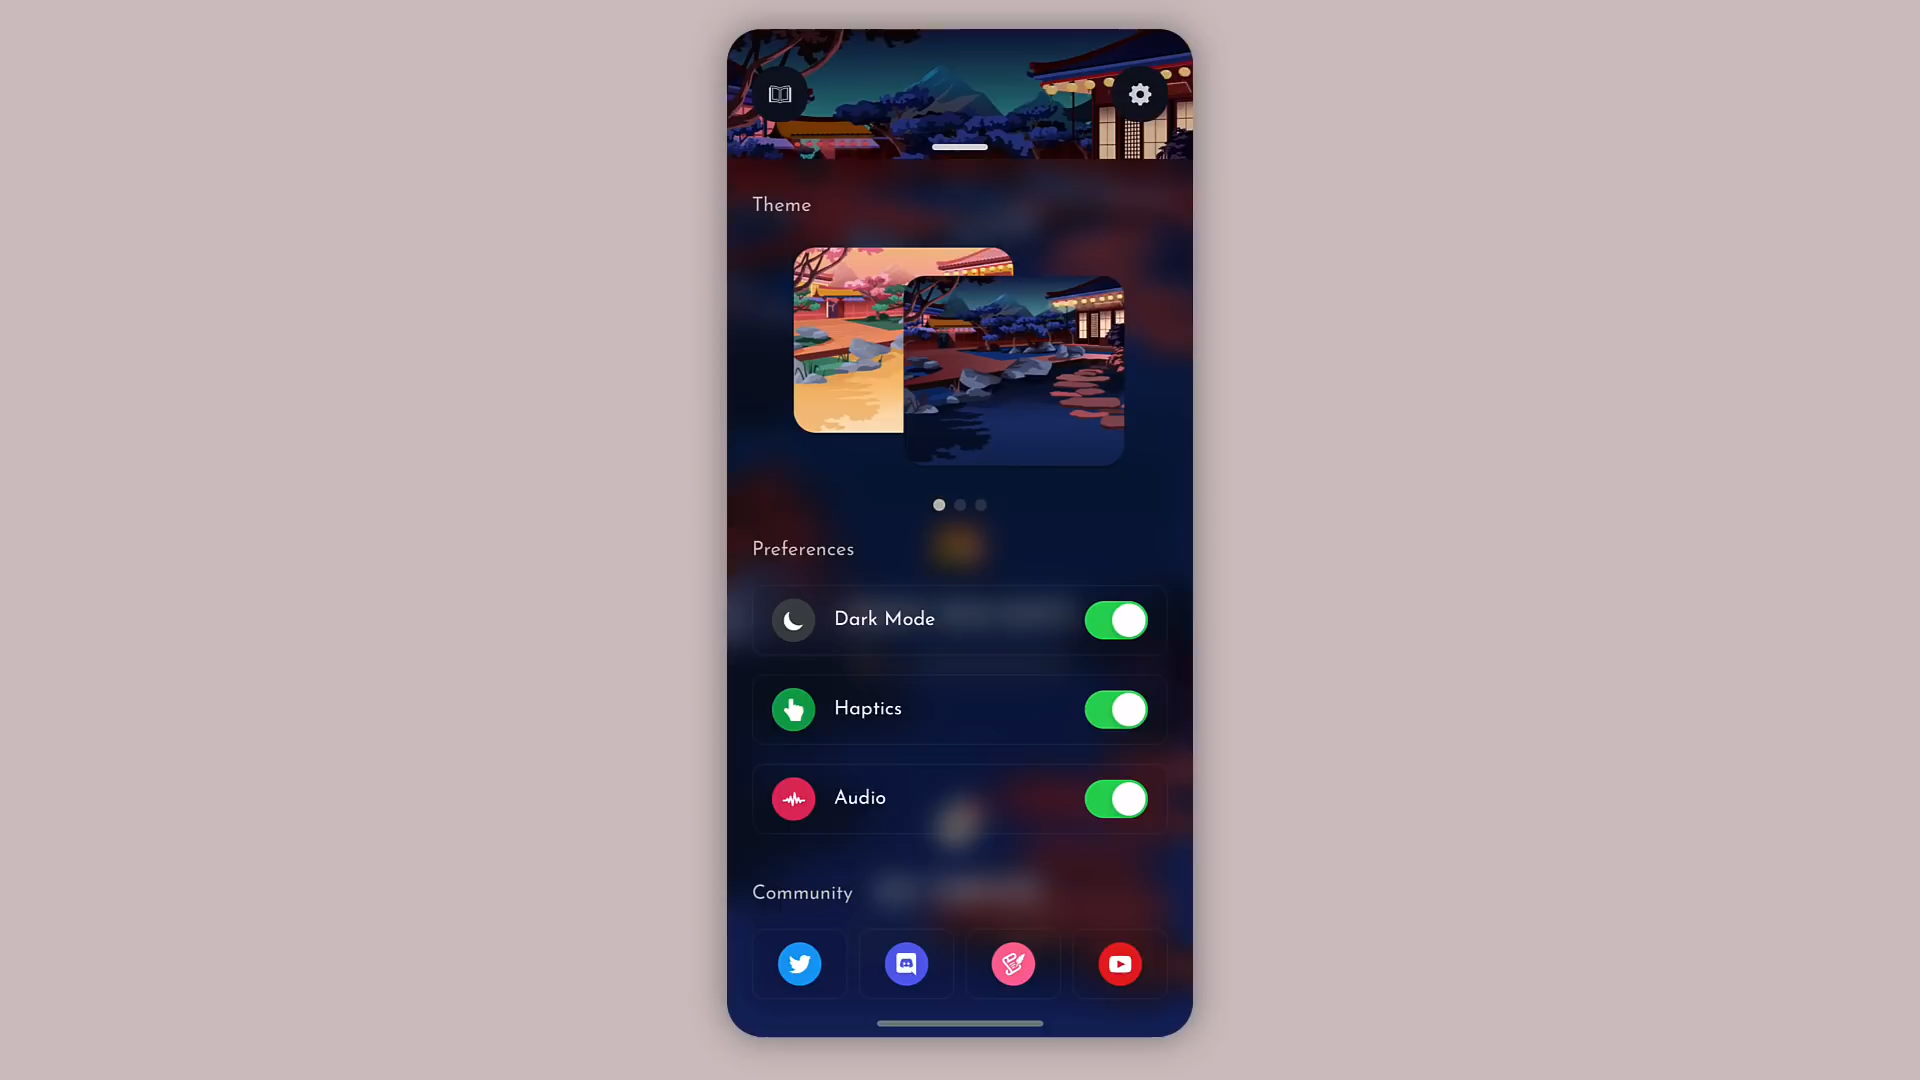 Theme
Preferences
Dark Mode
Haptics
Audio
Community